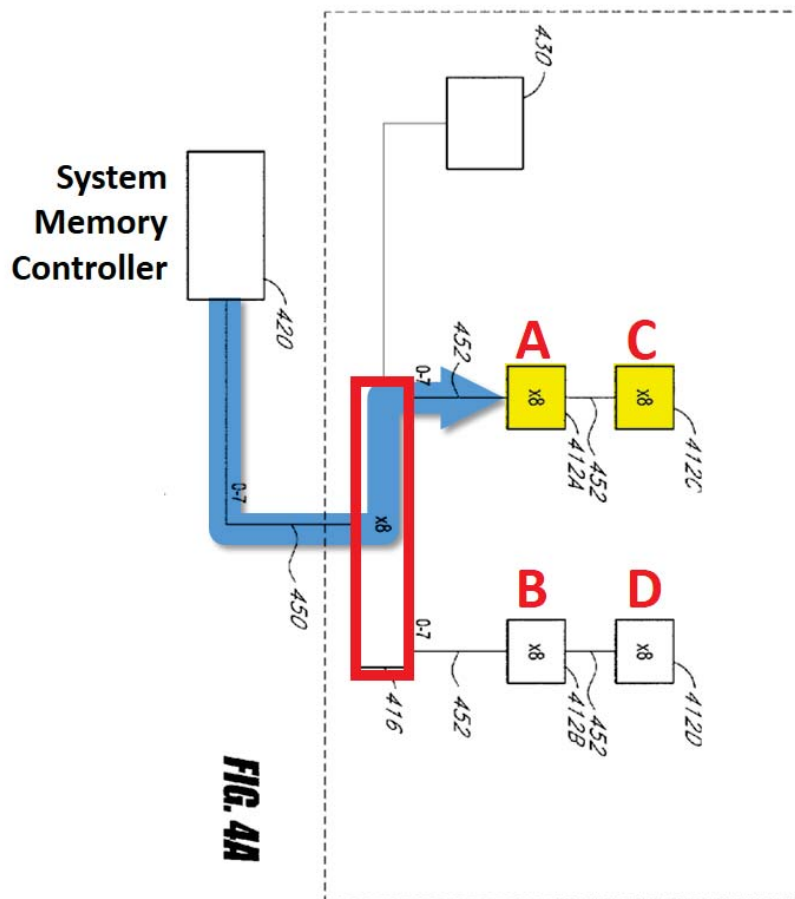 430
System
Memory
Controller
420
452
A
C
0-7
x8
x8
412A
452
412C
0-7
x8
450
B
D
0-7
x8
x8
416
452
412B
452
412D
FIG. 4A